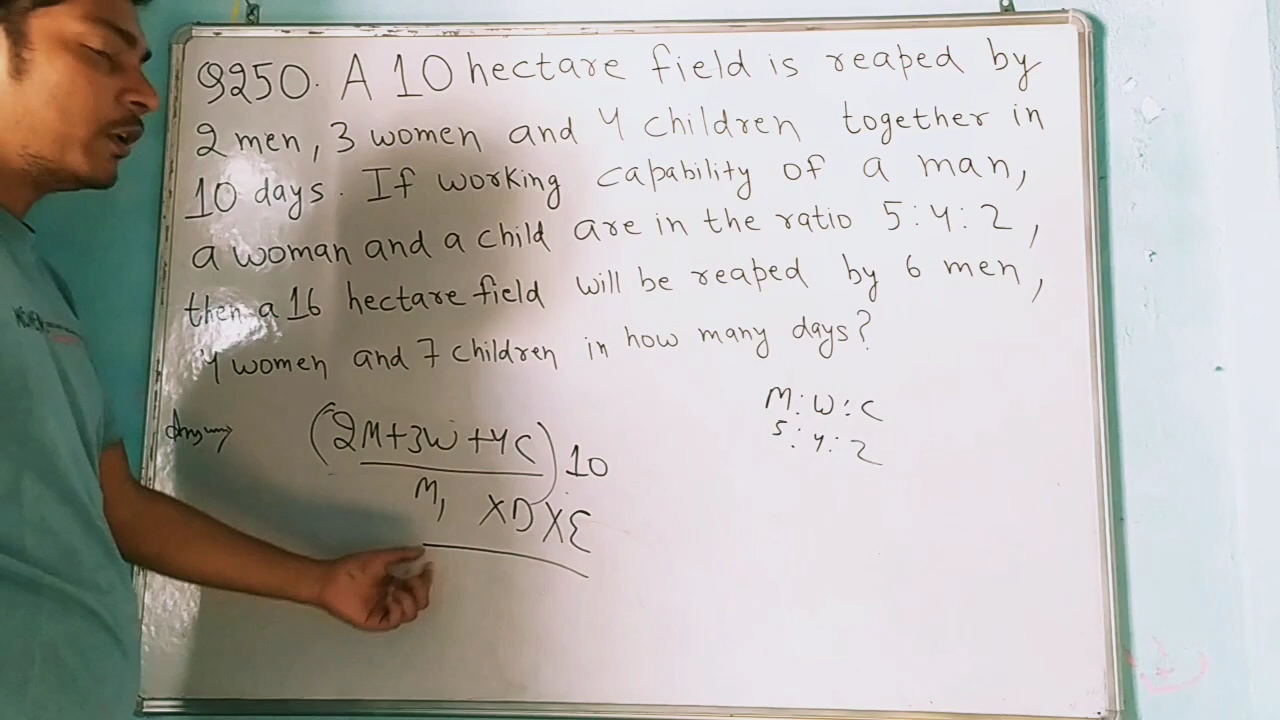 Q250. A 10 hectare field is reaped by
2 men, 3 women and 4 children together in
10 days. If working capability of a man,
a woman and a child are in the ratio 5:4:2,
then a 16 hectare field will be reaped by 6 men,
4 women and 7 children in how many days?
M:W:C
5:4:2
(2M+3W+4C) 10
M1 XDXE